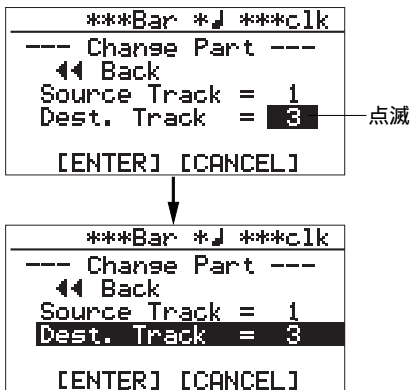 ***Bar *♩ ***clk
--- Change Part ---
◀◀ Back
Source Track = 1
Dest. Track = 3
点滅
[ENTER] [CANCEL]
***Bar *♩ ***clk
--- Change Part ---
◀◀ Back
Source Track = 1
Dest. Track = 3
[ENTER] [CANCEL]